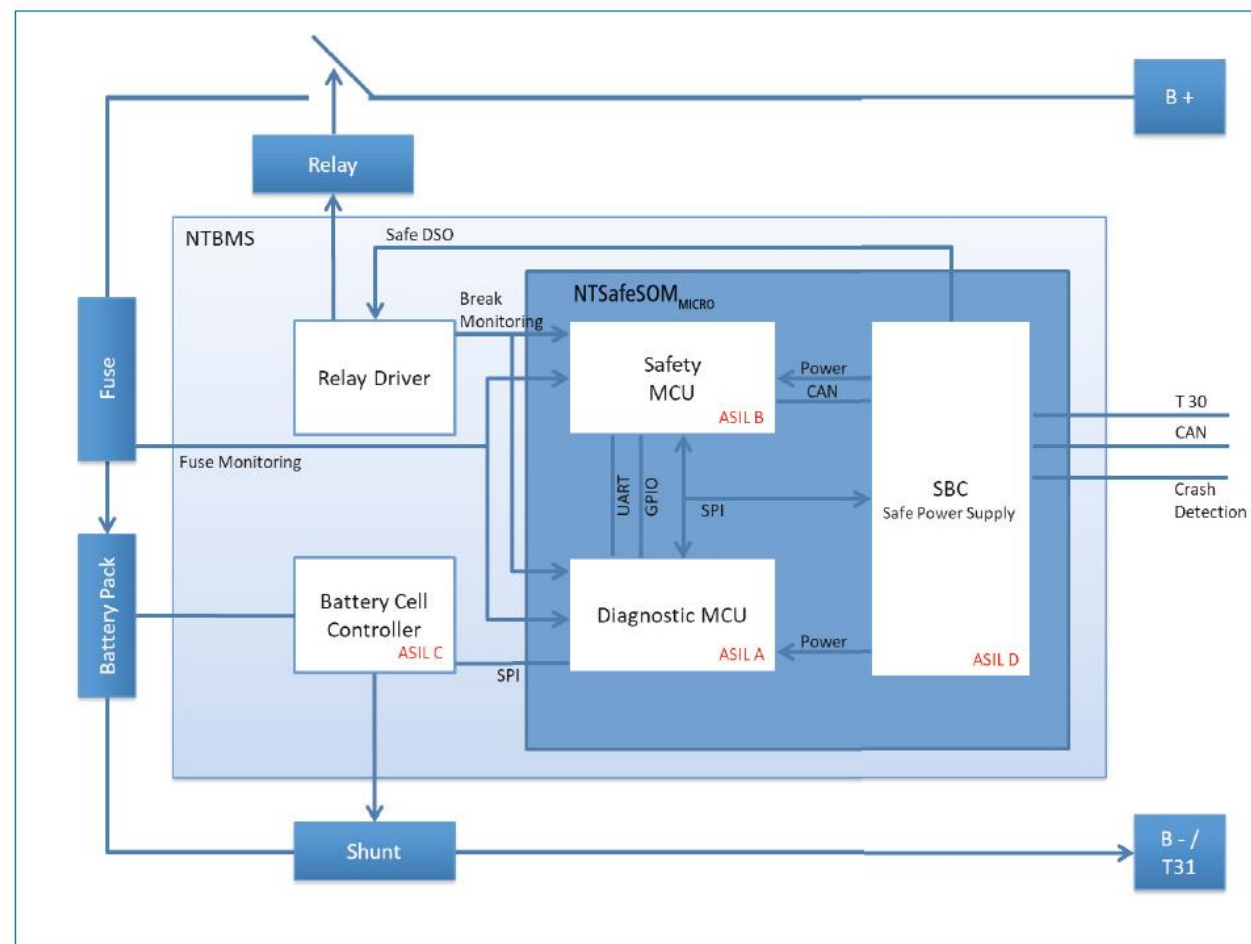 B +
Relay
NTBMS
Safe DSO
NTSafeSOM MICRO
Break
Monitoring
Fuse
Relay Driver
Safety
MCU
ASIL B
Power
CAN
T 30
CAN
Crash
Detection
Fuse Monitoring
UART
GPIO
SPI
SBC
Safe Power Supply
ASIL D
Battery Pack
Battery Cell
Controller
ASIL C
SPI
Diagnostic MCU
ASIL A
Power
Shunt
B - /
T31